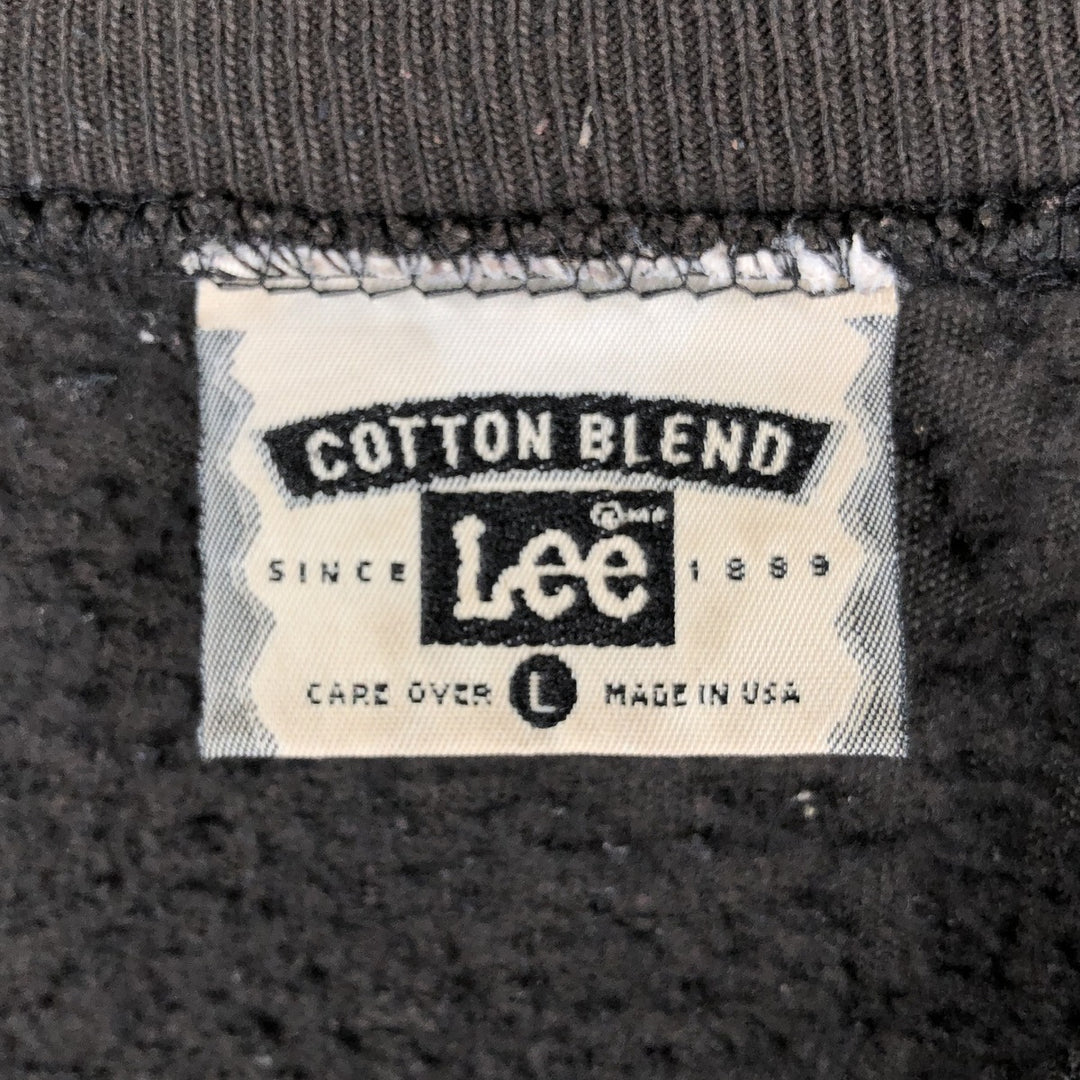 COTTON BLEND
Lee ®
SINCE 1889
CARE OVER L MADE IN USA